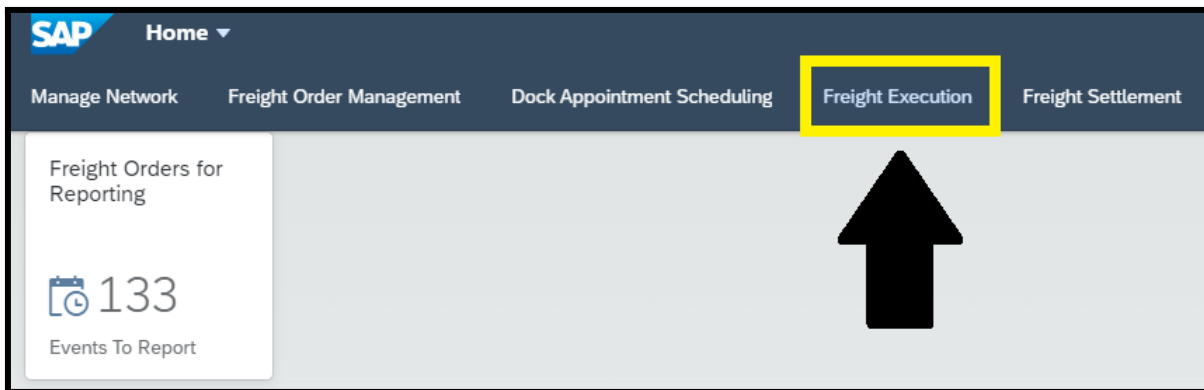 SAP Home
Manage Network Freight Order Management Dock Appointment Scheduling Freight Execution Freight Settlement
Freight Orders for
Reporting
133
Events To Report